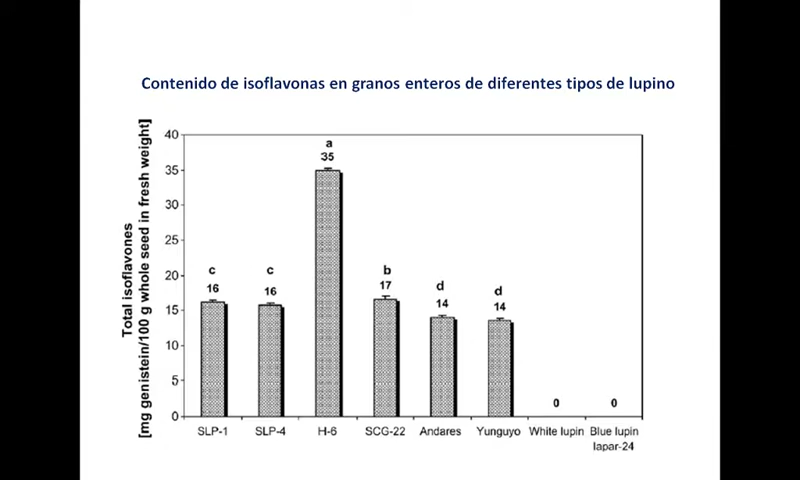 Contenido de isoflavonas en granos enteros de diferentes tipos de lupino
Total isoflavones
[mg genistein/100 g whole seed in fresh weight]
40
35
30
25
20
15
10
5
0
c
16
c
16
a
35
b
17
d
14
d
14
0
0
SLP-1
SLP-4
H-6
SCG-22
Andares
Yunguyo
White lupin
Blue lupin
Iapar-24